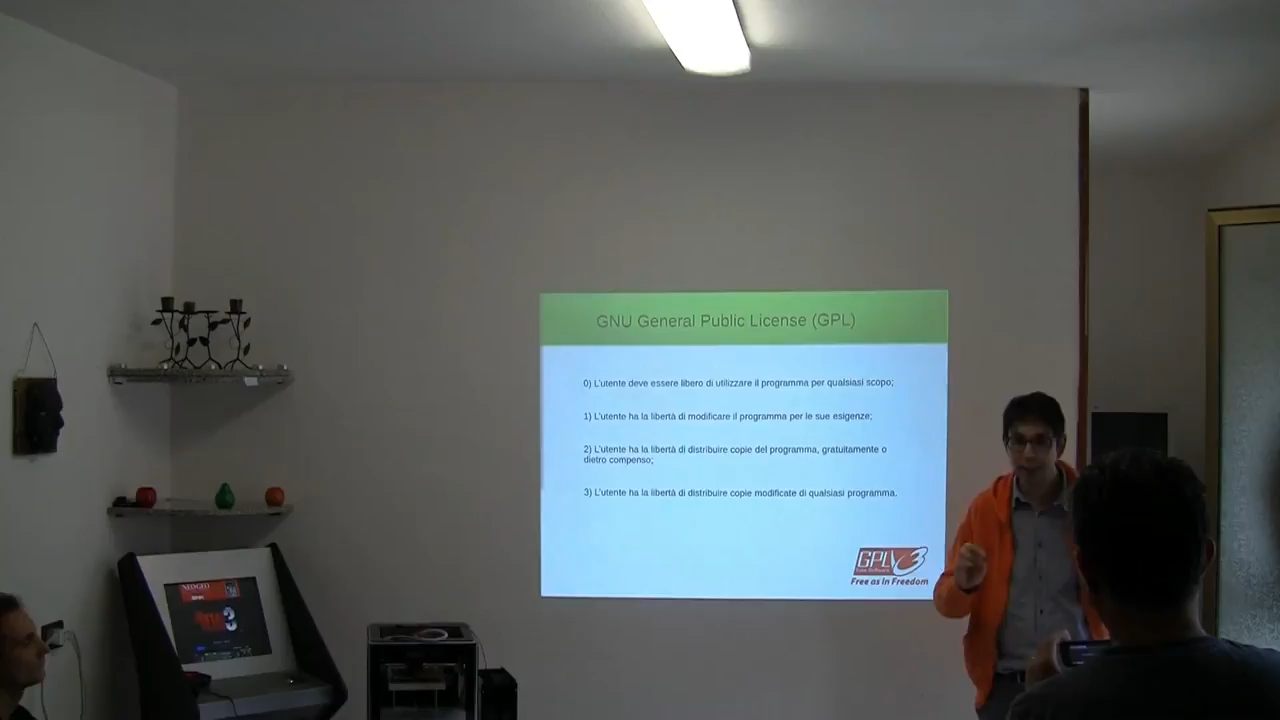 GNU General Public License (GPL)
0) L'utente deve essere libero di utilizzare il programma per qualsiasi scopo;
1) L'utente ha la libertà di modificare il programma per le sue esigenze;
2) L'utente ha la libertà di distribuire copie del programma, gratuitamente o
dietro compenso;
3) L'utente ha la libertà di distribuire copie modificate di qualsiasi programma.
GPLv3
Free as in Freedom
NEOGEO
3